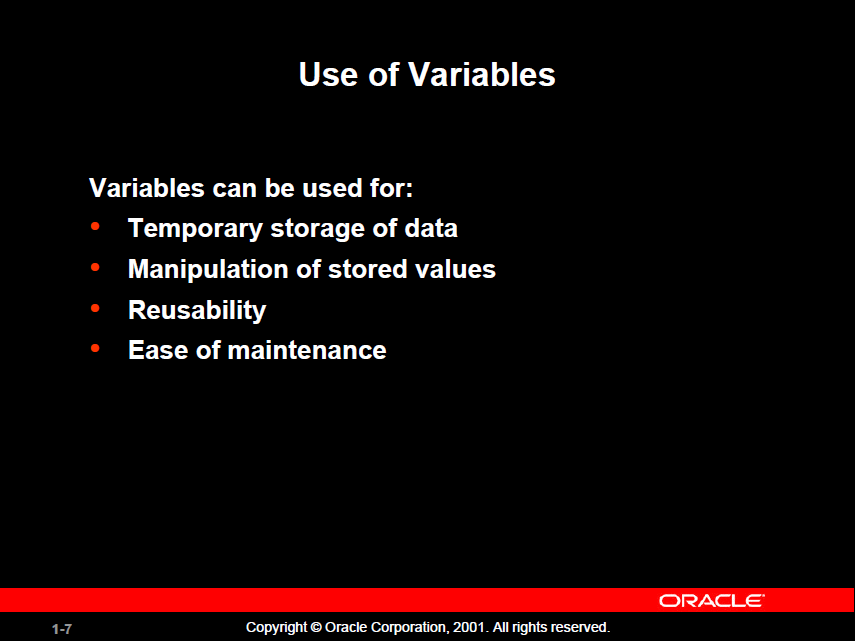 Use of Variables
Variables can be used for:
• Temporary storage of data
• Manipulation of stored values
• Reusability
• Ease of maintenance
ORACLE®
1-7
Copyright © Oracle Corporation, 2001. All rights reserved.